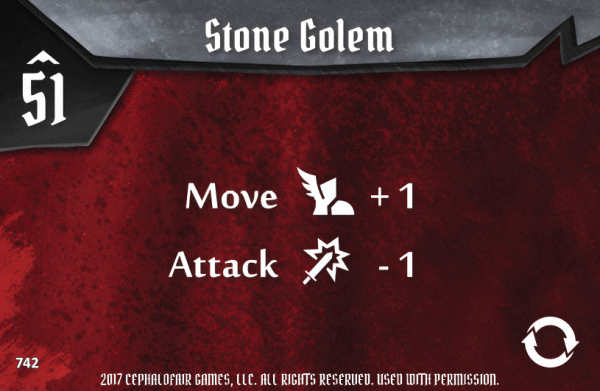 Stone Golem
51
Move + 1
Attack - 1
742
2017 CEPHALOFAIR GAMES, LLC. ALL RIGHTS RESERVED. USED WITH PERMISSION.